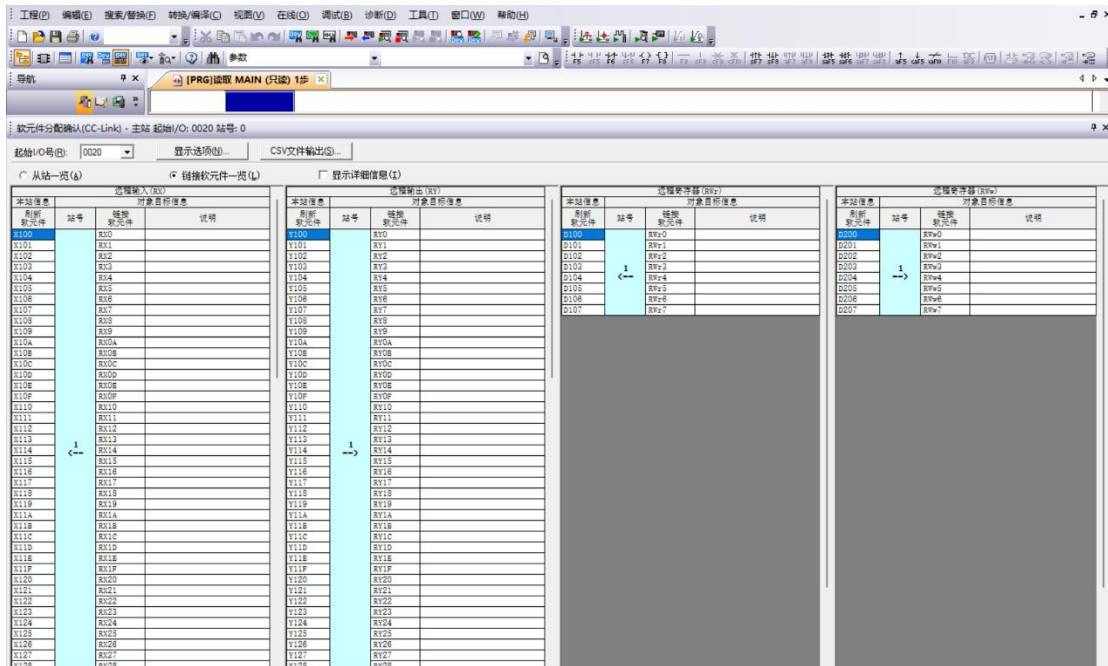 工程(P) 编辑(E) 搜索/替换(F) 转换/编译(C) 视图(V) 在线(O) 调试(B) 诊断(D) 工具(T) 窗口(W) 帮助(H)
参数
导航
[PRG]读取 MAIN (只读) 1步
软元件分配确认(CC-Link) - 主站 起始I/O: 0020 站号: 0
起始I/O号(R): 0020 显示选项(N)... CSV文件输出(S)...
从站一览(A) 链接软元件一览(L) 显示详细信息(I)
远程输入(RX) 远程输出(RY) 远程寄存器(RWr) 远程寄存器(RWw)
本站信息 对象目标信息 本站信息 对象目标信息 本站信息 对象目标信息 本站信息 对象目标信息
刷新软元件 站号 链接软元件 说明 刷新软元件 站号 链接软元件 说明 刷新软元件 站号 链接软元件 说明 刷新软元件 站号 链接软元件 说明
X100 RX0 Y100 RY0 D100 RWr0 D200 RWw0
X101 RX1 Y101 RY1 D101 RWr1 D201 RWw1
X102 RX2 Y102 RY2 D102 RWr2 D202 RWw2
X103 RX3 Y103 RY3 D103 1 RWr3 D203 1 RWw3
X104 RX4 Y104 RY4 D104 <-- RWr4 D204 --> RWw4
X105 RX5 Y105 RY5 D105 RWr5 D205 RWw5
X106 RX6 Y106 RY6 D106 RWr6 D206 RWw6
X107 RX7 Y107 RY7 D107 RWr7 D207 RWw7
X108 RX8 Y108 RY8
X109 RX9 Y109 RY9
X10A RX0A Y10A RY0A
X10B RX0B Y10B RY0B
X10C RX0C Y10C RY0C
X10D RX0D Y10D RY0D
X10E RX0E Y10E RY0E
X10F RX0F Y10F RY0F
X110 RX10 Y110 RY10
X111 RX11 Y111 RY11
X112 RX12 Y112 RY12
X113 1 RX13 Y113 1 RY13
X114 <-- RX14 Y114 --> RY14
X115 RX15 Y115 RY15
X116 RX16 Y116 RY16
X117 RX17 Y117 RY17
X118 RX18 Y118 RY18
X119 RX19 Y119 RY19
X11A RX1A Y11A RY1A
X11B RX1B Y11B RY1B
X11C RX1C Y11C RY1C
X11D RX1D Y11D RY1D
X11E RX1E Y11E RY1E
X11F RX1F Y11F RY1F
X120 RX20 Y120 RY20
X121 RX21 Y121 RY21
X122 RX22 Y122 RY22
X123 RX23 Y123 RY23
X124 RX24 Y124 RY24
X125 RX25 Y125 RY25
X126 RX26 Y126 RY26
X127 RX27 Y127 RY27
X128 RX28 Y128 RY28